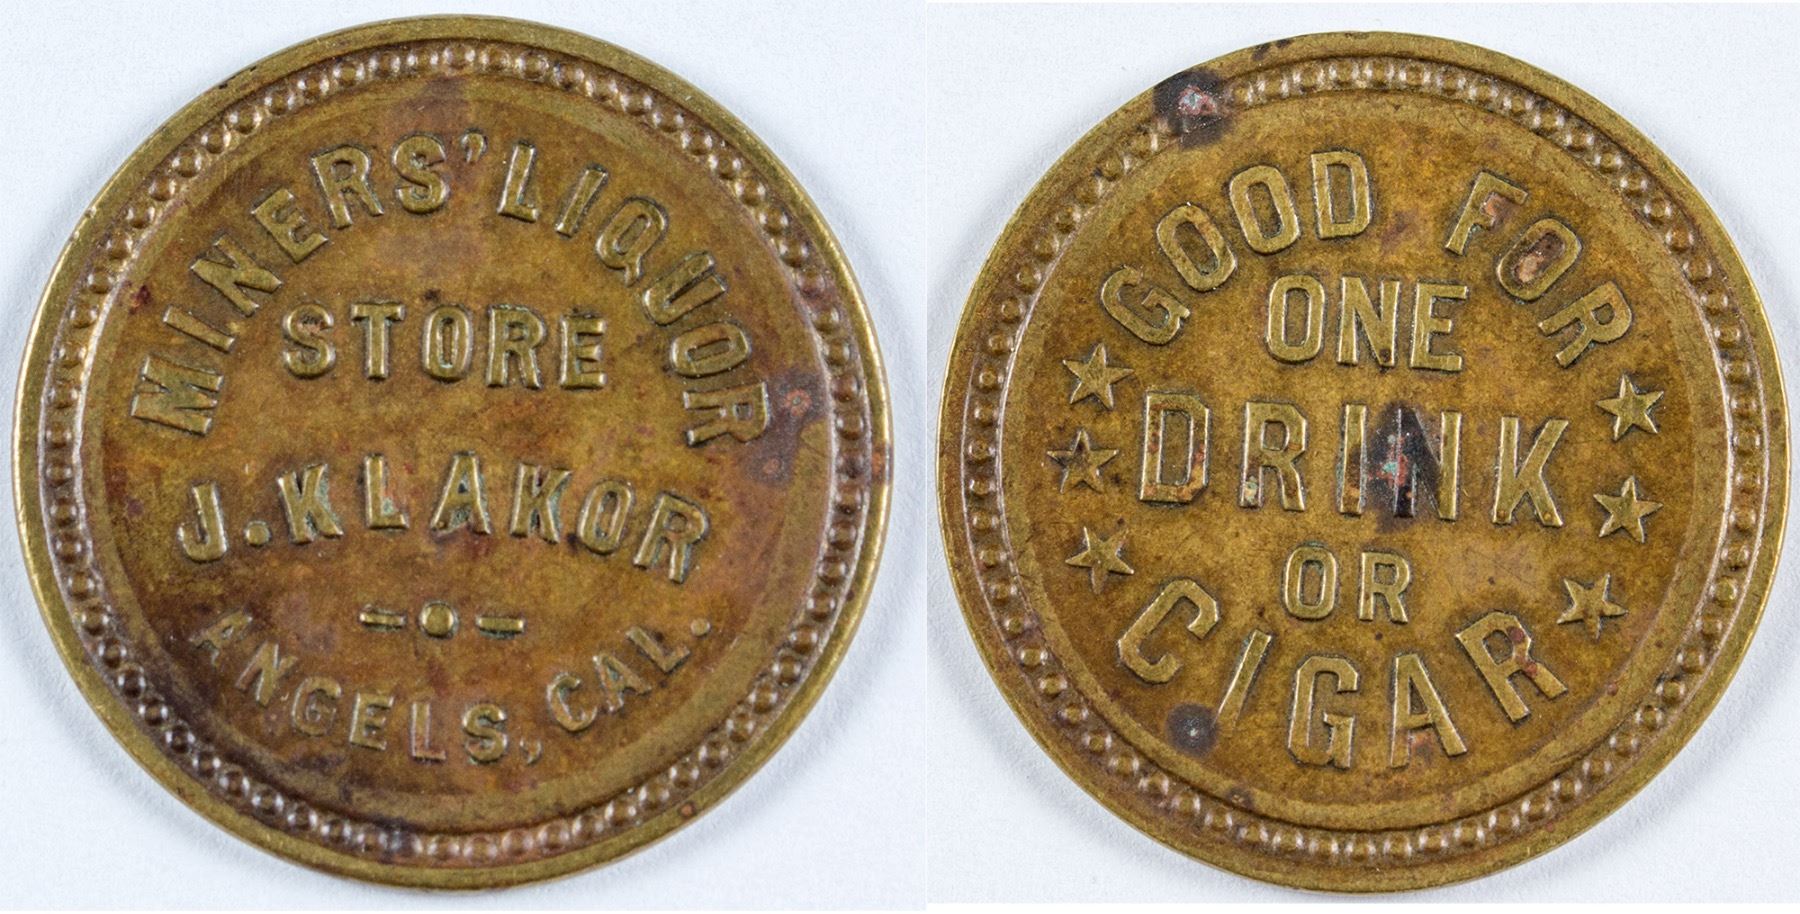 MINERS' LIQUOR
STORE
J. KLAKOR
ANGELS, CAL.
GOOD FOR
ONE
DRINK
OR
CIGAR